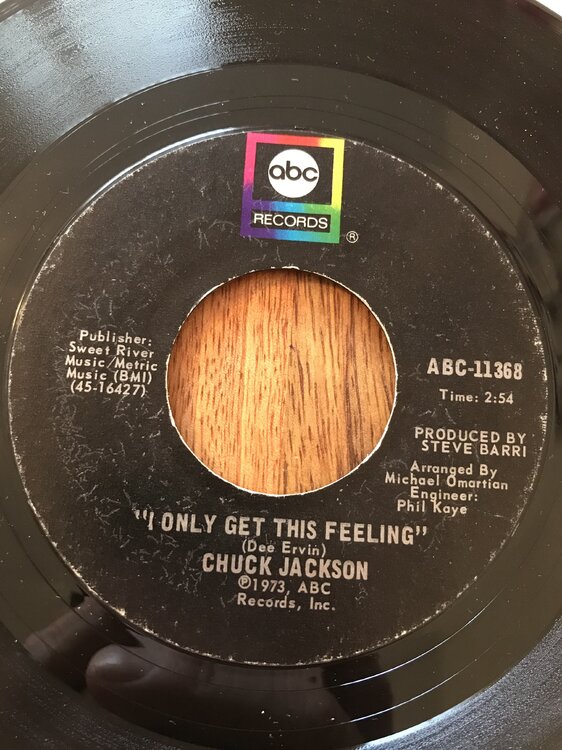 abc
RECORDS
®
Publisher:
Sweet River
Music/Metric
Music (BMI)
(45-16427)
ABC-11368
Time: 2:54
PRODUCED BY
STEVE BARRI
Arranged By
Michael Omartian
Engineer:
Phil Kaye
"I ONLY GET THIS FEELING"
(Dee Ervin)
CHUCK JACKSON
℗1973, ABC
Records, Inc.